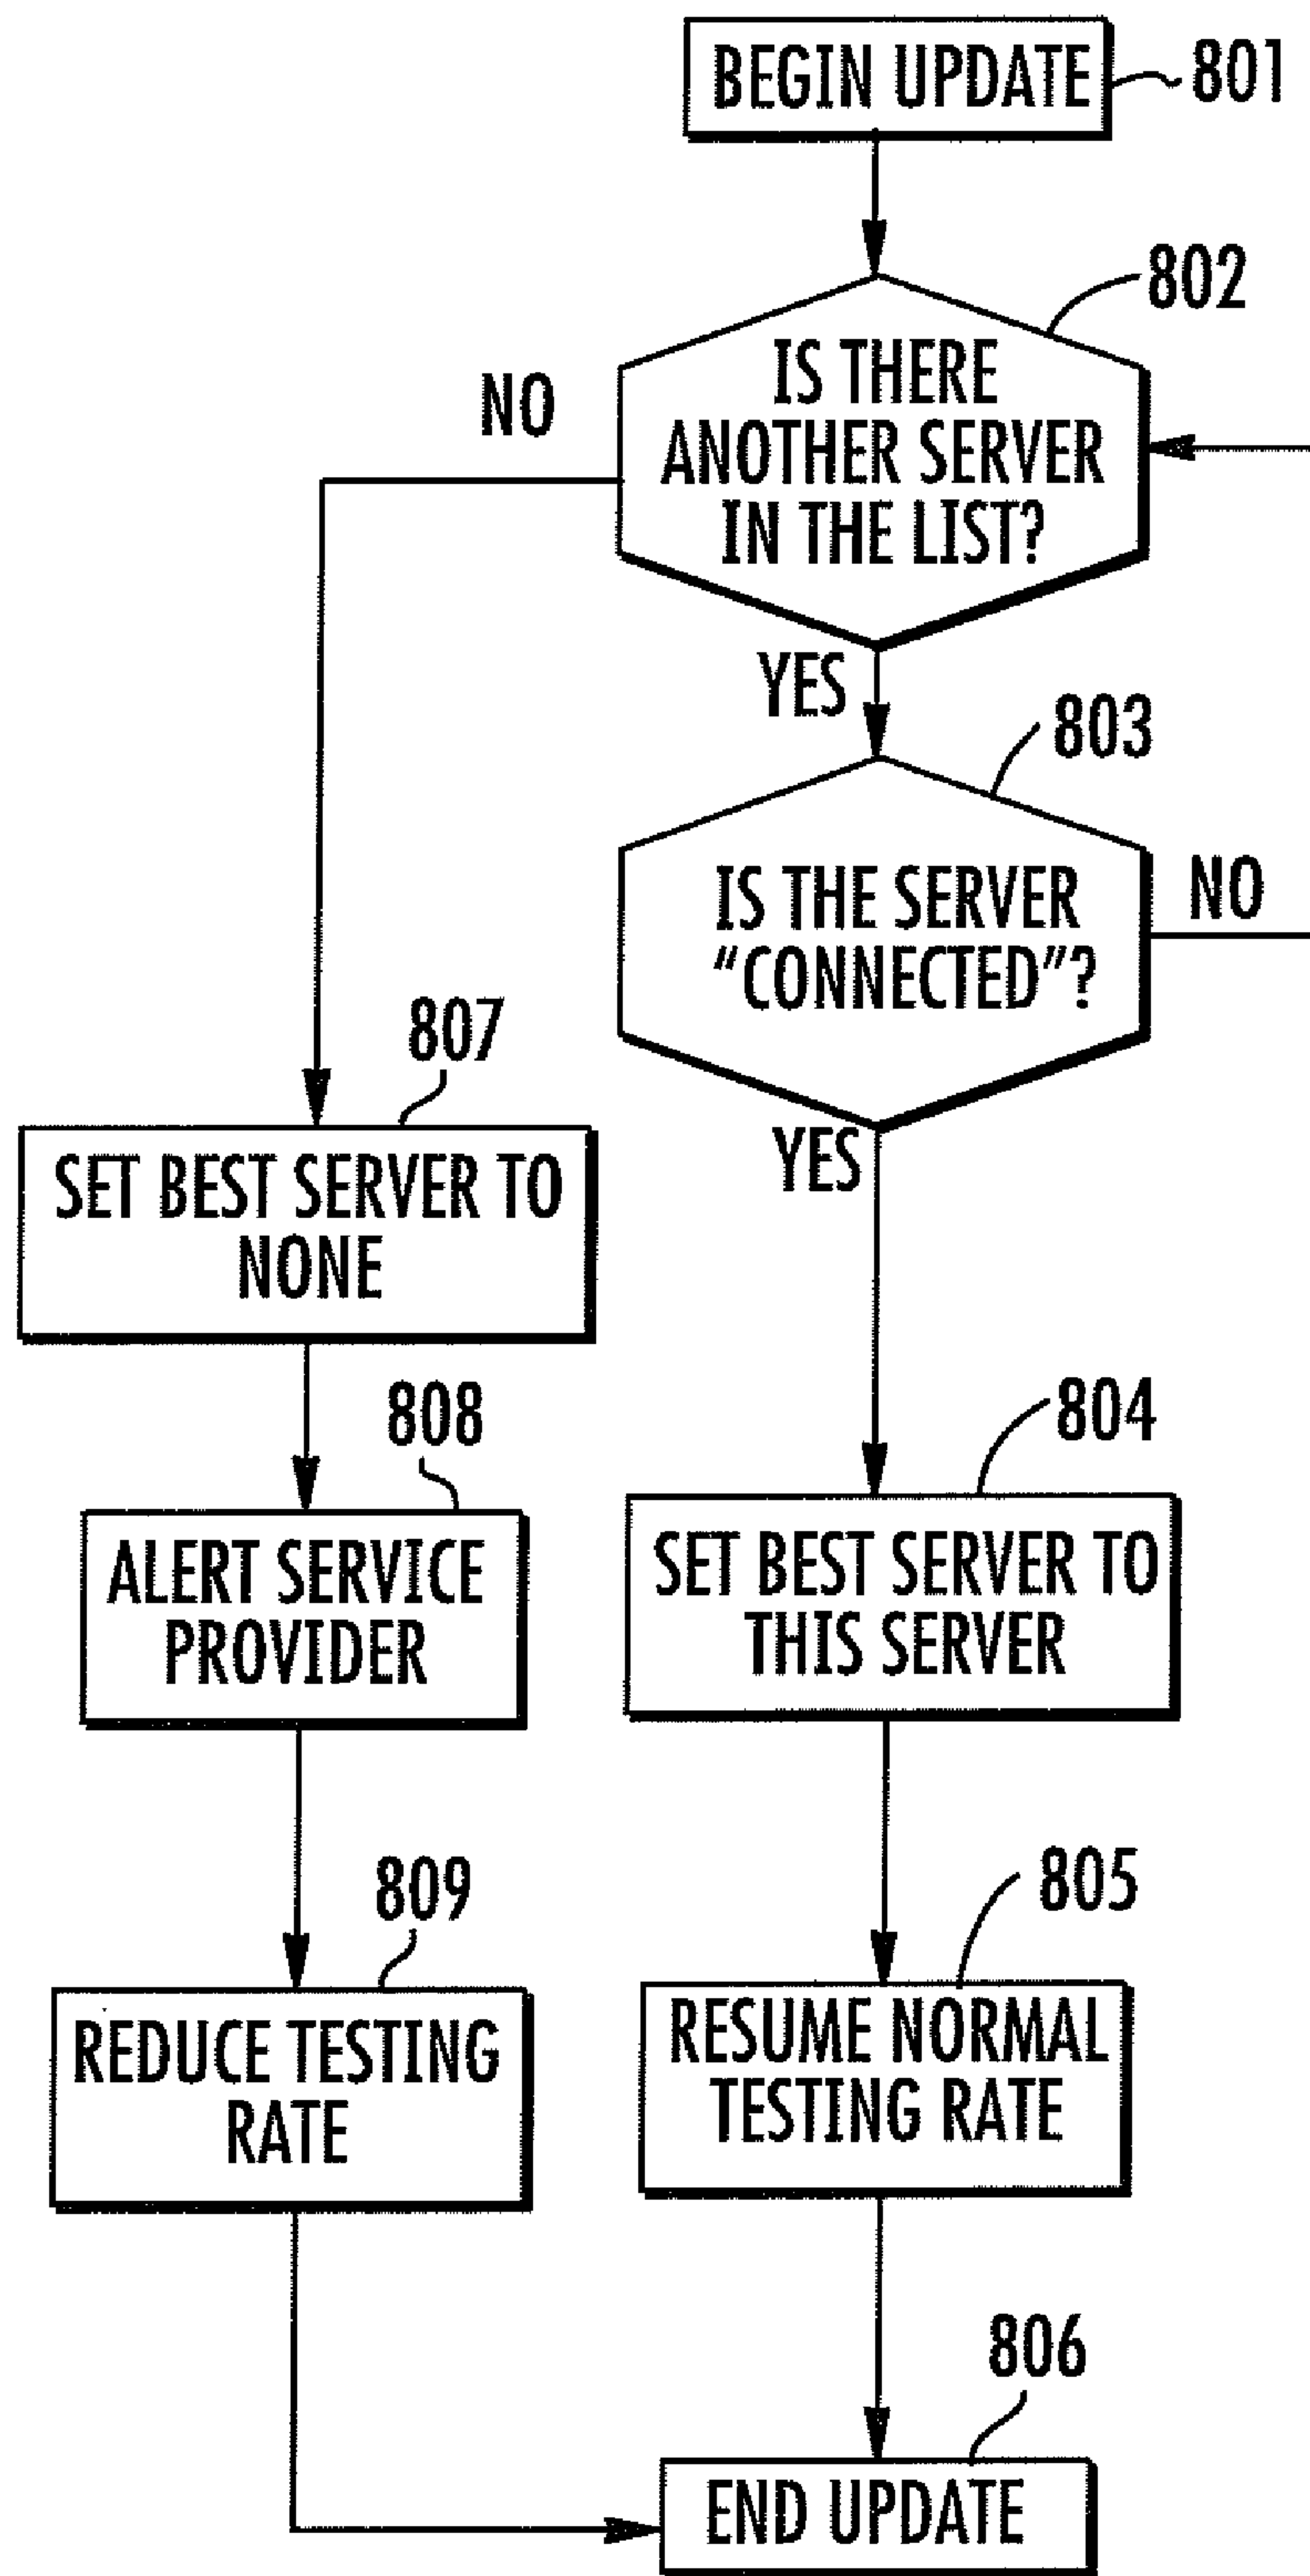 BEGIN UPDATE
801
802
IS THERE
ANOTHER SERVER
IN THE LIST?
NO
YES
803
IS THE SERVER
"CONNECTED"?
NO
YES
807
SET BEST SERVER TO
NONE
808
ALERT SERVICE
PROVIDER
804
SET BEST SERVER TO
THIS SERVER
809
REDUCE TESTING
RATE
805
RESUME NORMAL
TESTING RATE
806
END UPDATE